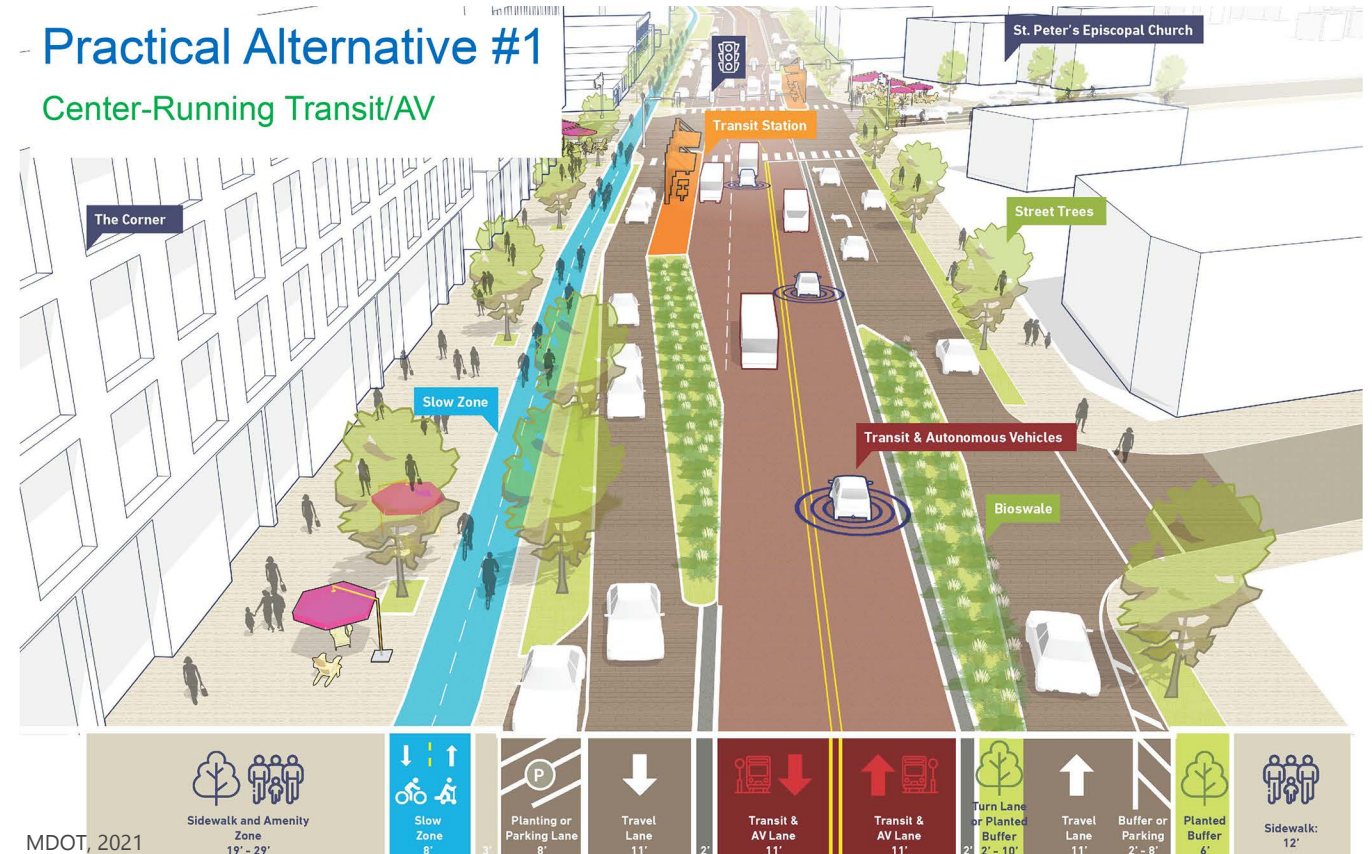 Practical Alternative #1
Center-Running Transit/AV
St. Peter's Episcopal Church
Transit Station
The Corner
Street Trees
Slow Zone
Transit & Autonomous Vehicles
Bioswale
Sidewalk and Amenity
Zone
19' - 29'
Slow
Zone
8'
3'
P
Planting or
Parking Lane
8'
Travel
Lane
11'
2'
Transit &
AV Lane
11'
Transit &
AV Lane
11'
2'
Turn Lane
or Planted
Buffer
2' - 10'
Travel
Lane
11'
Buffer or
Parking
2' - 8'
Planted
Buffer
6'
Sidewalk:
12'
MDOT, 2021